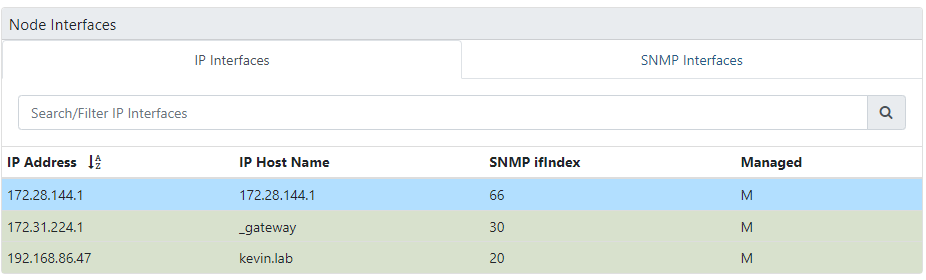 Node Interfaces
IP Interfaces SNMP Interfaces
Search/Filter IP Interfaces
IP Address AZ IP Host Name SNMP ifIndex Managed
172.28.144.1 172.28.144.1 66 M
172.31.224.1 _gateway 30 M
192.168.86.47 kevin.lab 20 M